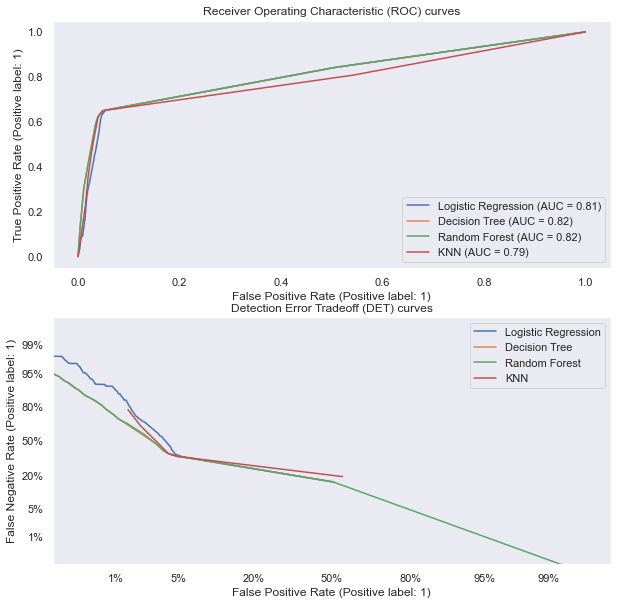 Receiver Operating Characteristic (ROC) curves
True Positive Rate (Positive label: 1)
1.0
0.8
0.6
0.4
0.2
0.0
Logistic Regression (AUC = 0.81)
Decision Tree (AUC = 0.82)
Random Forest (AUC = 0.82)
KNN (AUC = 0.79)
0.0 0.2 0.4 0.6 0.8 1.0
False Positive Rate (Positive label: 1)
Detection Error Tradeoff (DET) curves
False Negative Rate (Positive label: 1)
99%
95%
80%
50%
20%
5%
1%
Logistic Regression
Decision Tree
Random Forest
KNN
1% 5% 20% 50% 80% 95% 99%
False Positive Rate (Positive label: 1)